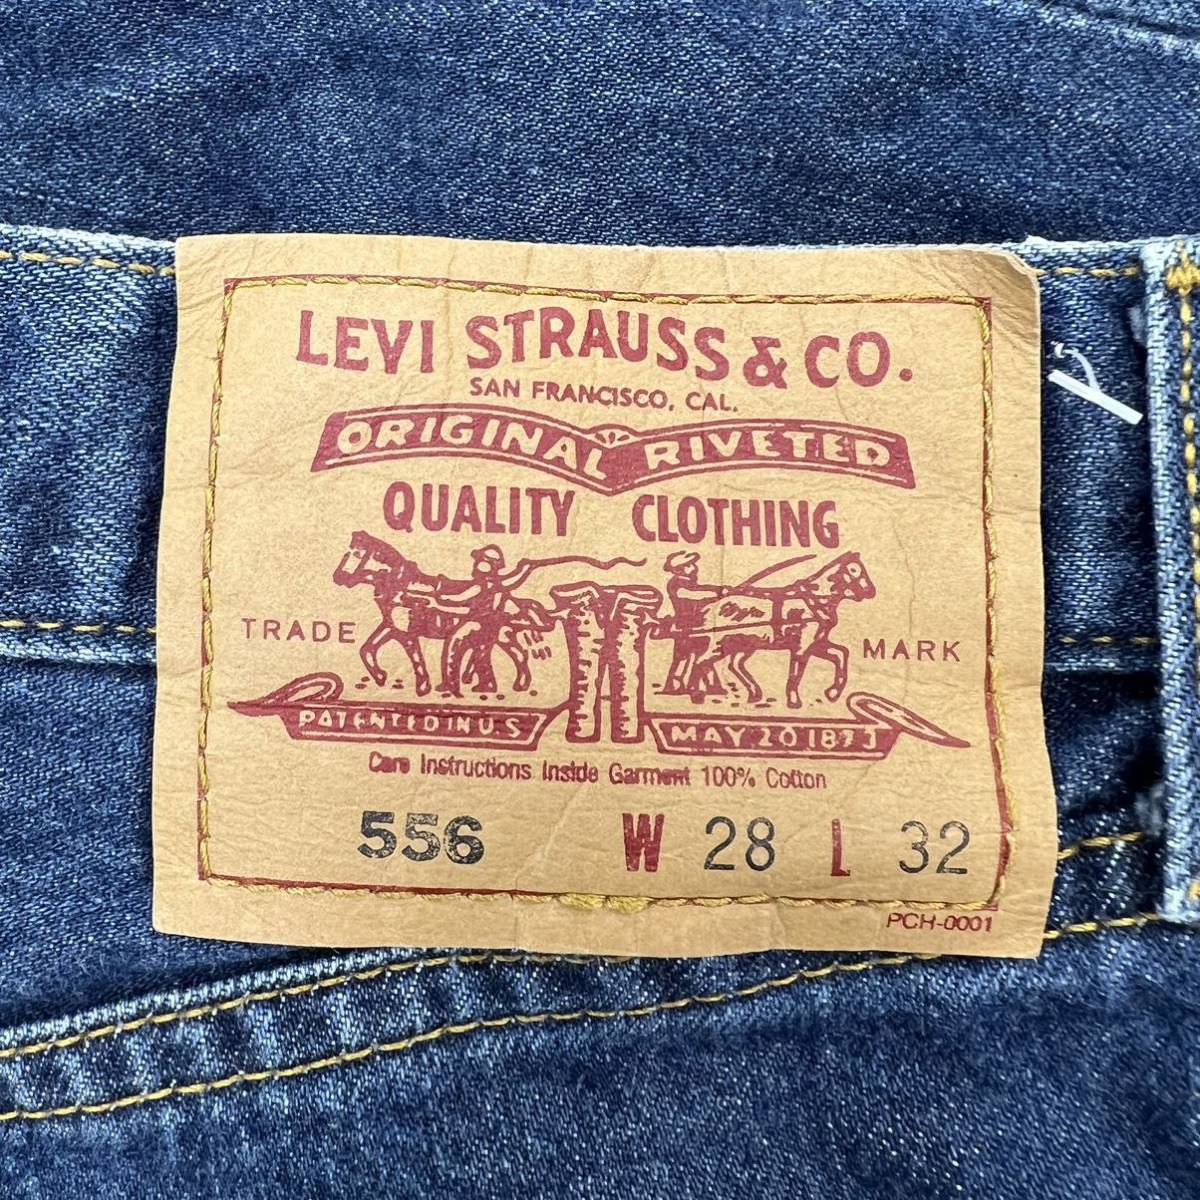 LEVI STRAUSS & CO.
SAN FRANCISCO, CAL.
ORIGINAL RIVETED
QUALITY CLOTHING
TRADE MARK
PATENTED IN U.S MAY 20 1873
Care Instructions Inside Garment 100% Cotton
556 W 28 L 32
PCH-0001